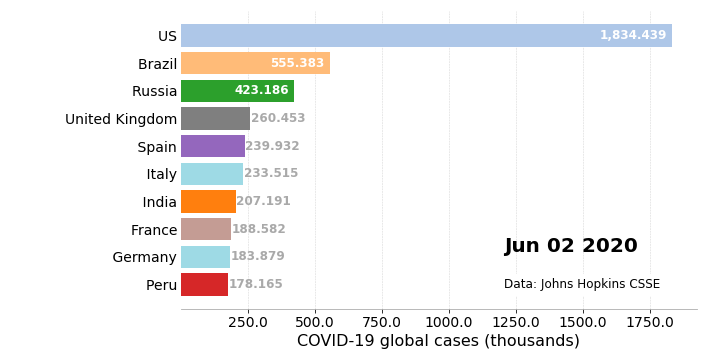 US 1,834.439
Brazil 555.383
Russia 423.186
United Kingdom 260.453
Spain 239.932
Italy 233.515
India 207.191
France 188.582
Germany 183.879
Peru 178.165
Jun 02 2020
Data: Johns Hopkins CSSE
250.0 500.0 750.0 1000.0 1250.0 1500.0 1750.0
COVID-19 global cases (thousands)